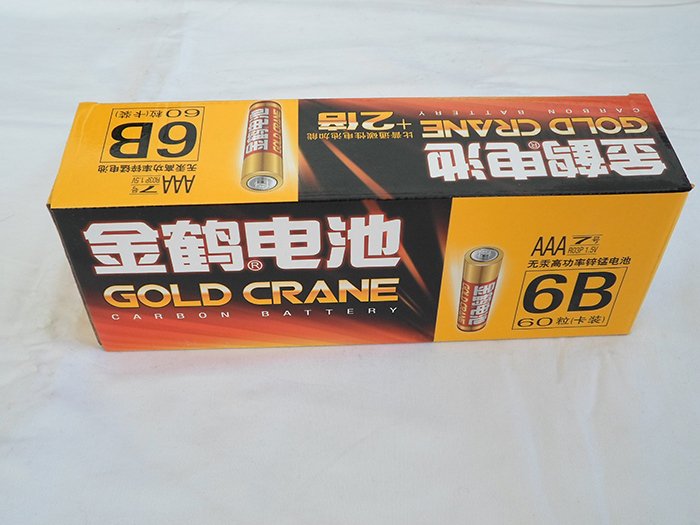 60粒(卡装)
6B
无汞高功率锌锰电池
AAA 7号
R03P 1.5V
比普通碳性电池加能
+2倍
金鹤电池®
GOLD CRANE
CARBON BATTERY
金鹤®电池
GOLD CRANE
CARBON BATTERY
AAA 7号
R03P 1.5V
无汞高功率锌锰电池
6B
60粒(卡装)